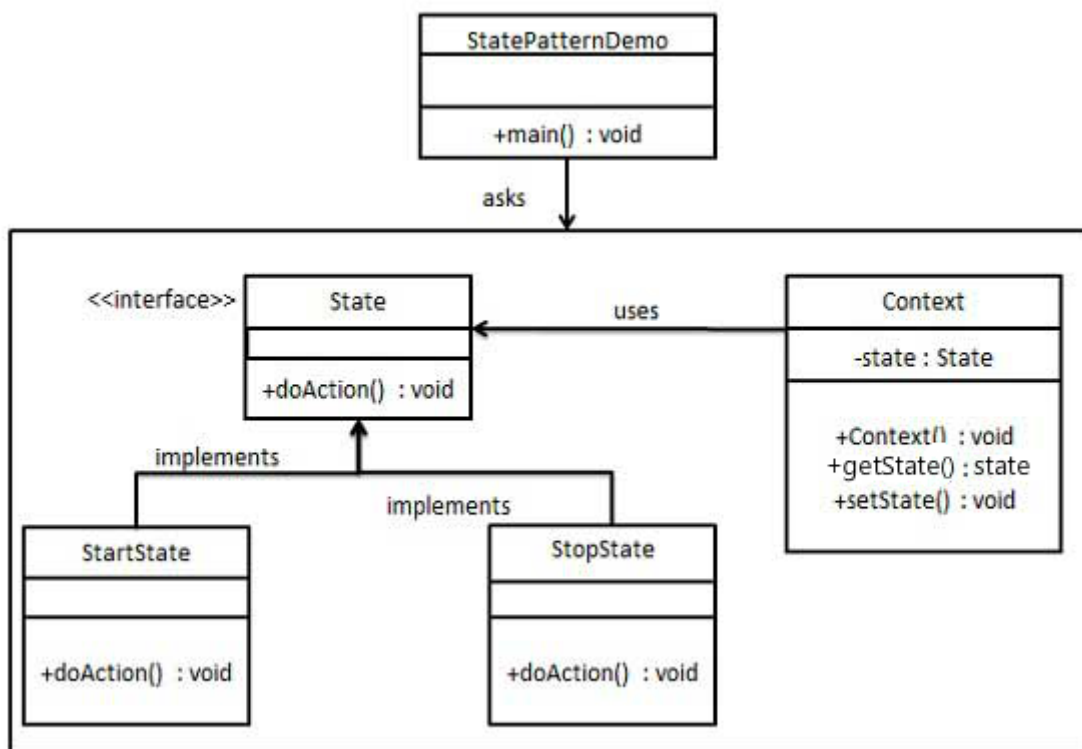 StatePatternDemo
+main() : void
asks
<<interface>>
State
+doAction() : void
uses
Context
-state : State
+Context() : void
+getState() : state
+setState() : void
implements
implements
StartState
+doAction() : void
StopState
+doAction() : void